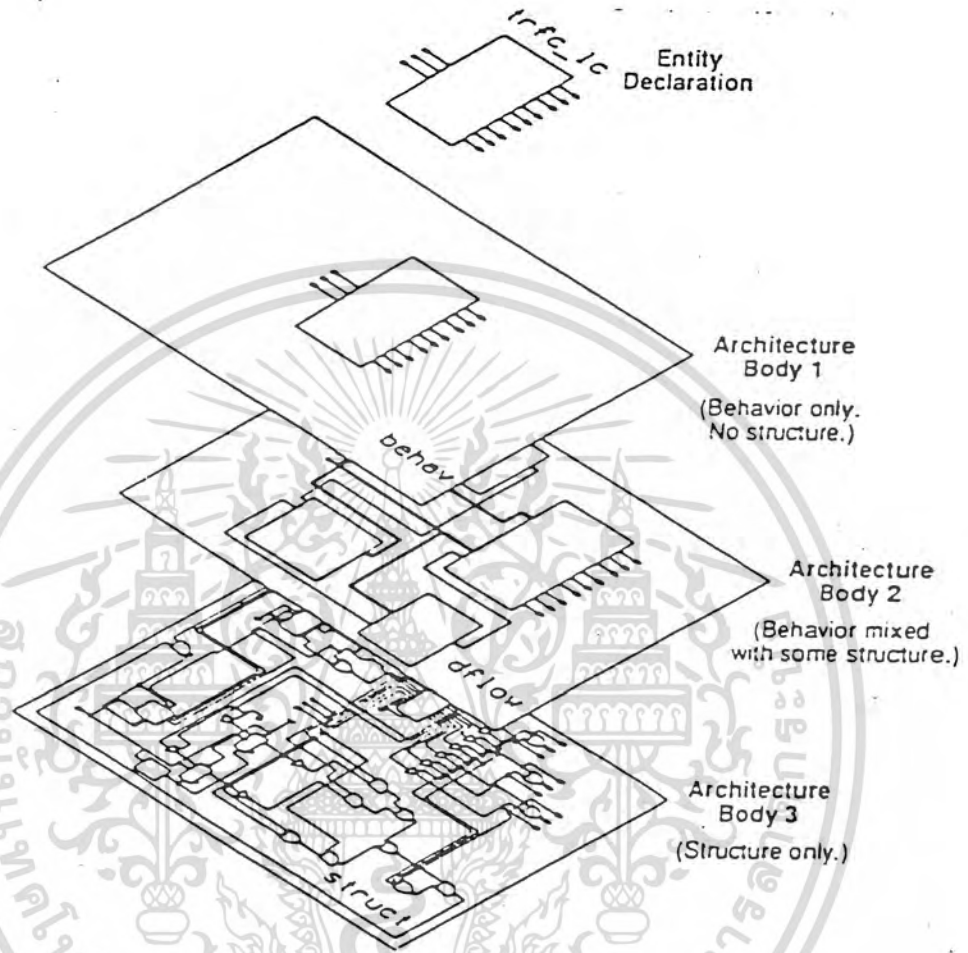 trfc_lc
Entity
Declaration
Architecture
Body 1
(Behavior only.
No structure.)
behav
Architecture
Body 2
(Behavior mixed
with some structure.)
dflow
Architecture
Body 3
(Structure only.)
struct